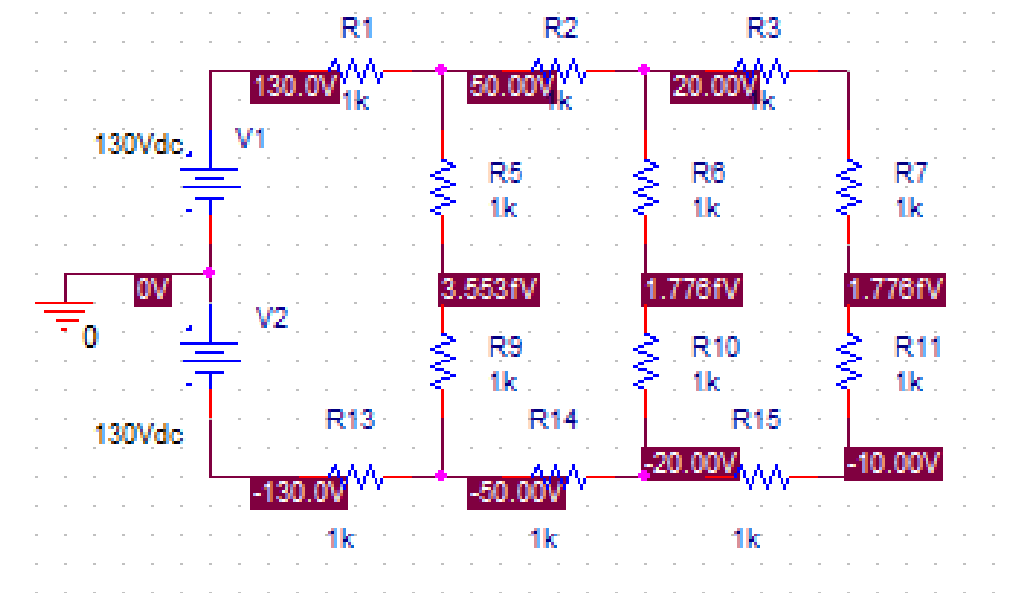 R1
R2
R3
130.0V
1k
50.00V
1k
20.00V
1k
130Vdc
V1
R5
1k
R6
1k
R7
1k
0V
3.553fV
1.776fV
1.776fV
0
V2
R9
1k
R10
1k
R11
1k
130Vdc
R13
R14
R15
-130.0V
-50.00V
-20.00V
-10.00V
1k
1k
1k